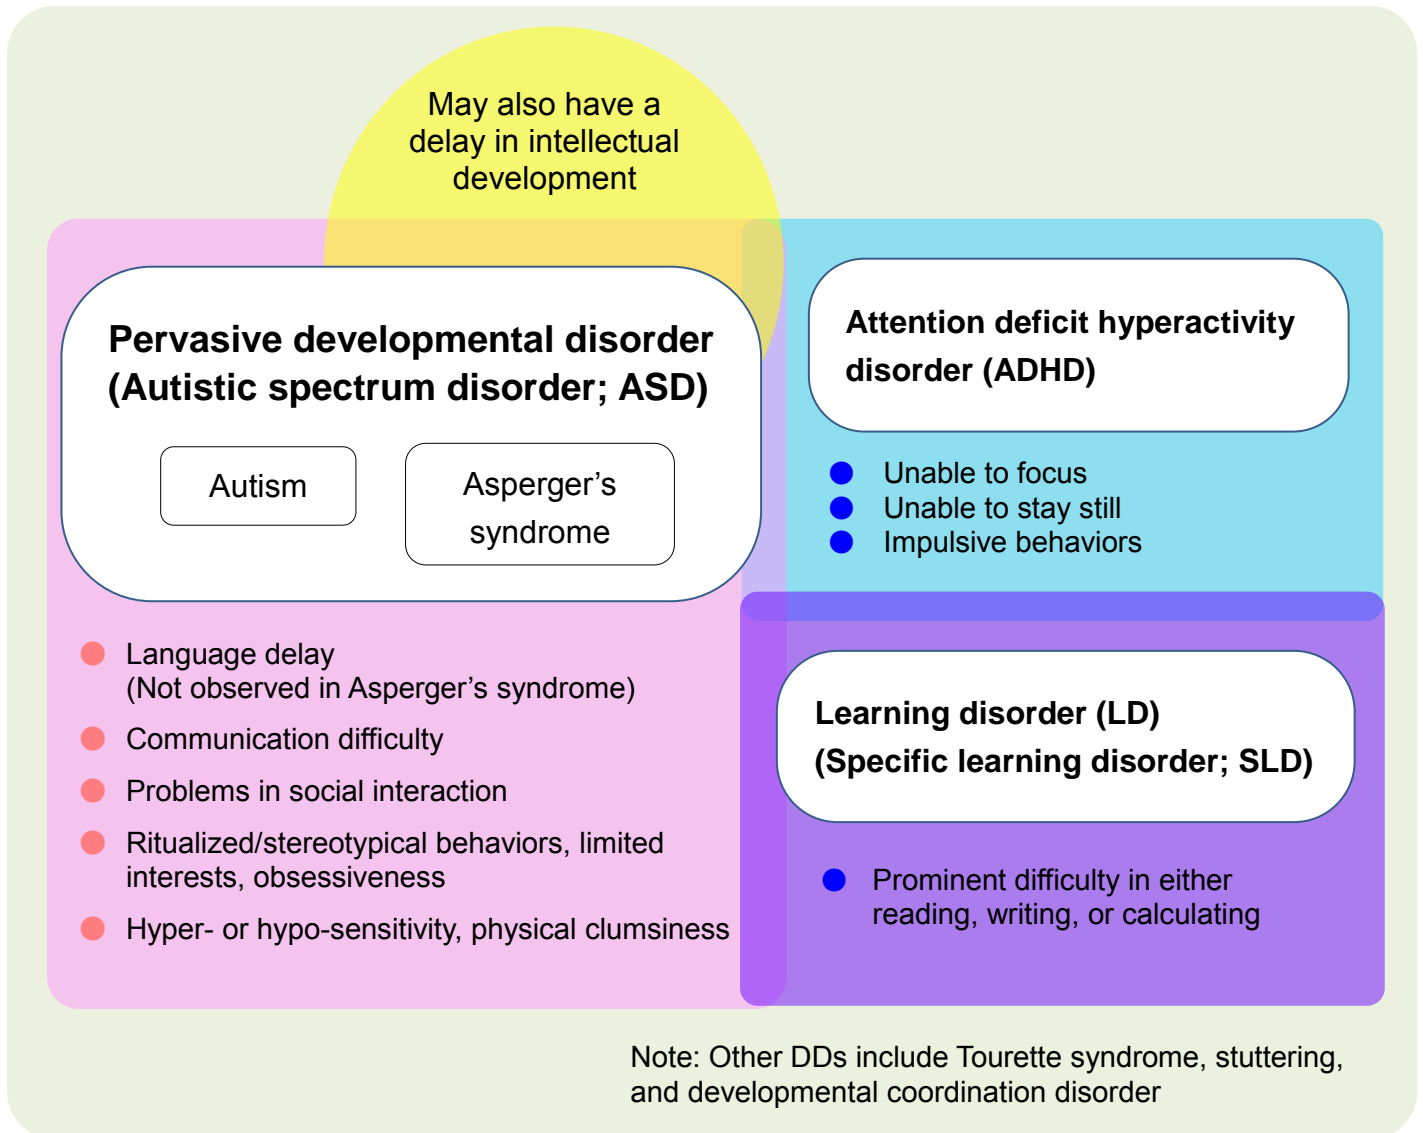 May also have a
delay in intellectual
development
Pervasive developmental disorder
(Autistic spectrum disorder; ASD)
Autism
Asperger’s
syndrome
Language delay
(Not observed in Asperger’s syndrome)
Communication difficulty
Problems in social interaction
Ritualized/stereotypical behaviors, limited
interests, obsessiveness
Hyper- or hypo-sensitivity, physical clumsiness
Attention deficit hyperactivity
disorder (ADHD)
Unable to focus
Unable to stay still
Impulsive behaviors
Learning disorder (LD)
(Specific learning disorder; SLD)
Prominent difficulty in either
reading, writing, or calculating
Note: Other DDs include Tourette syndrome, stuttering,
and developmental coordination disorder